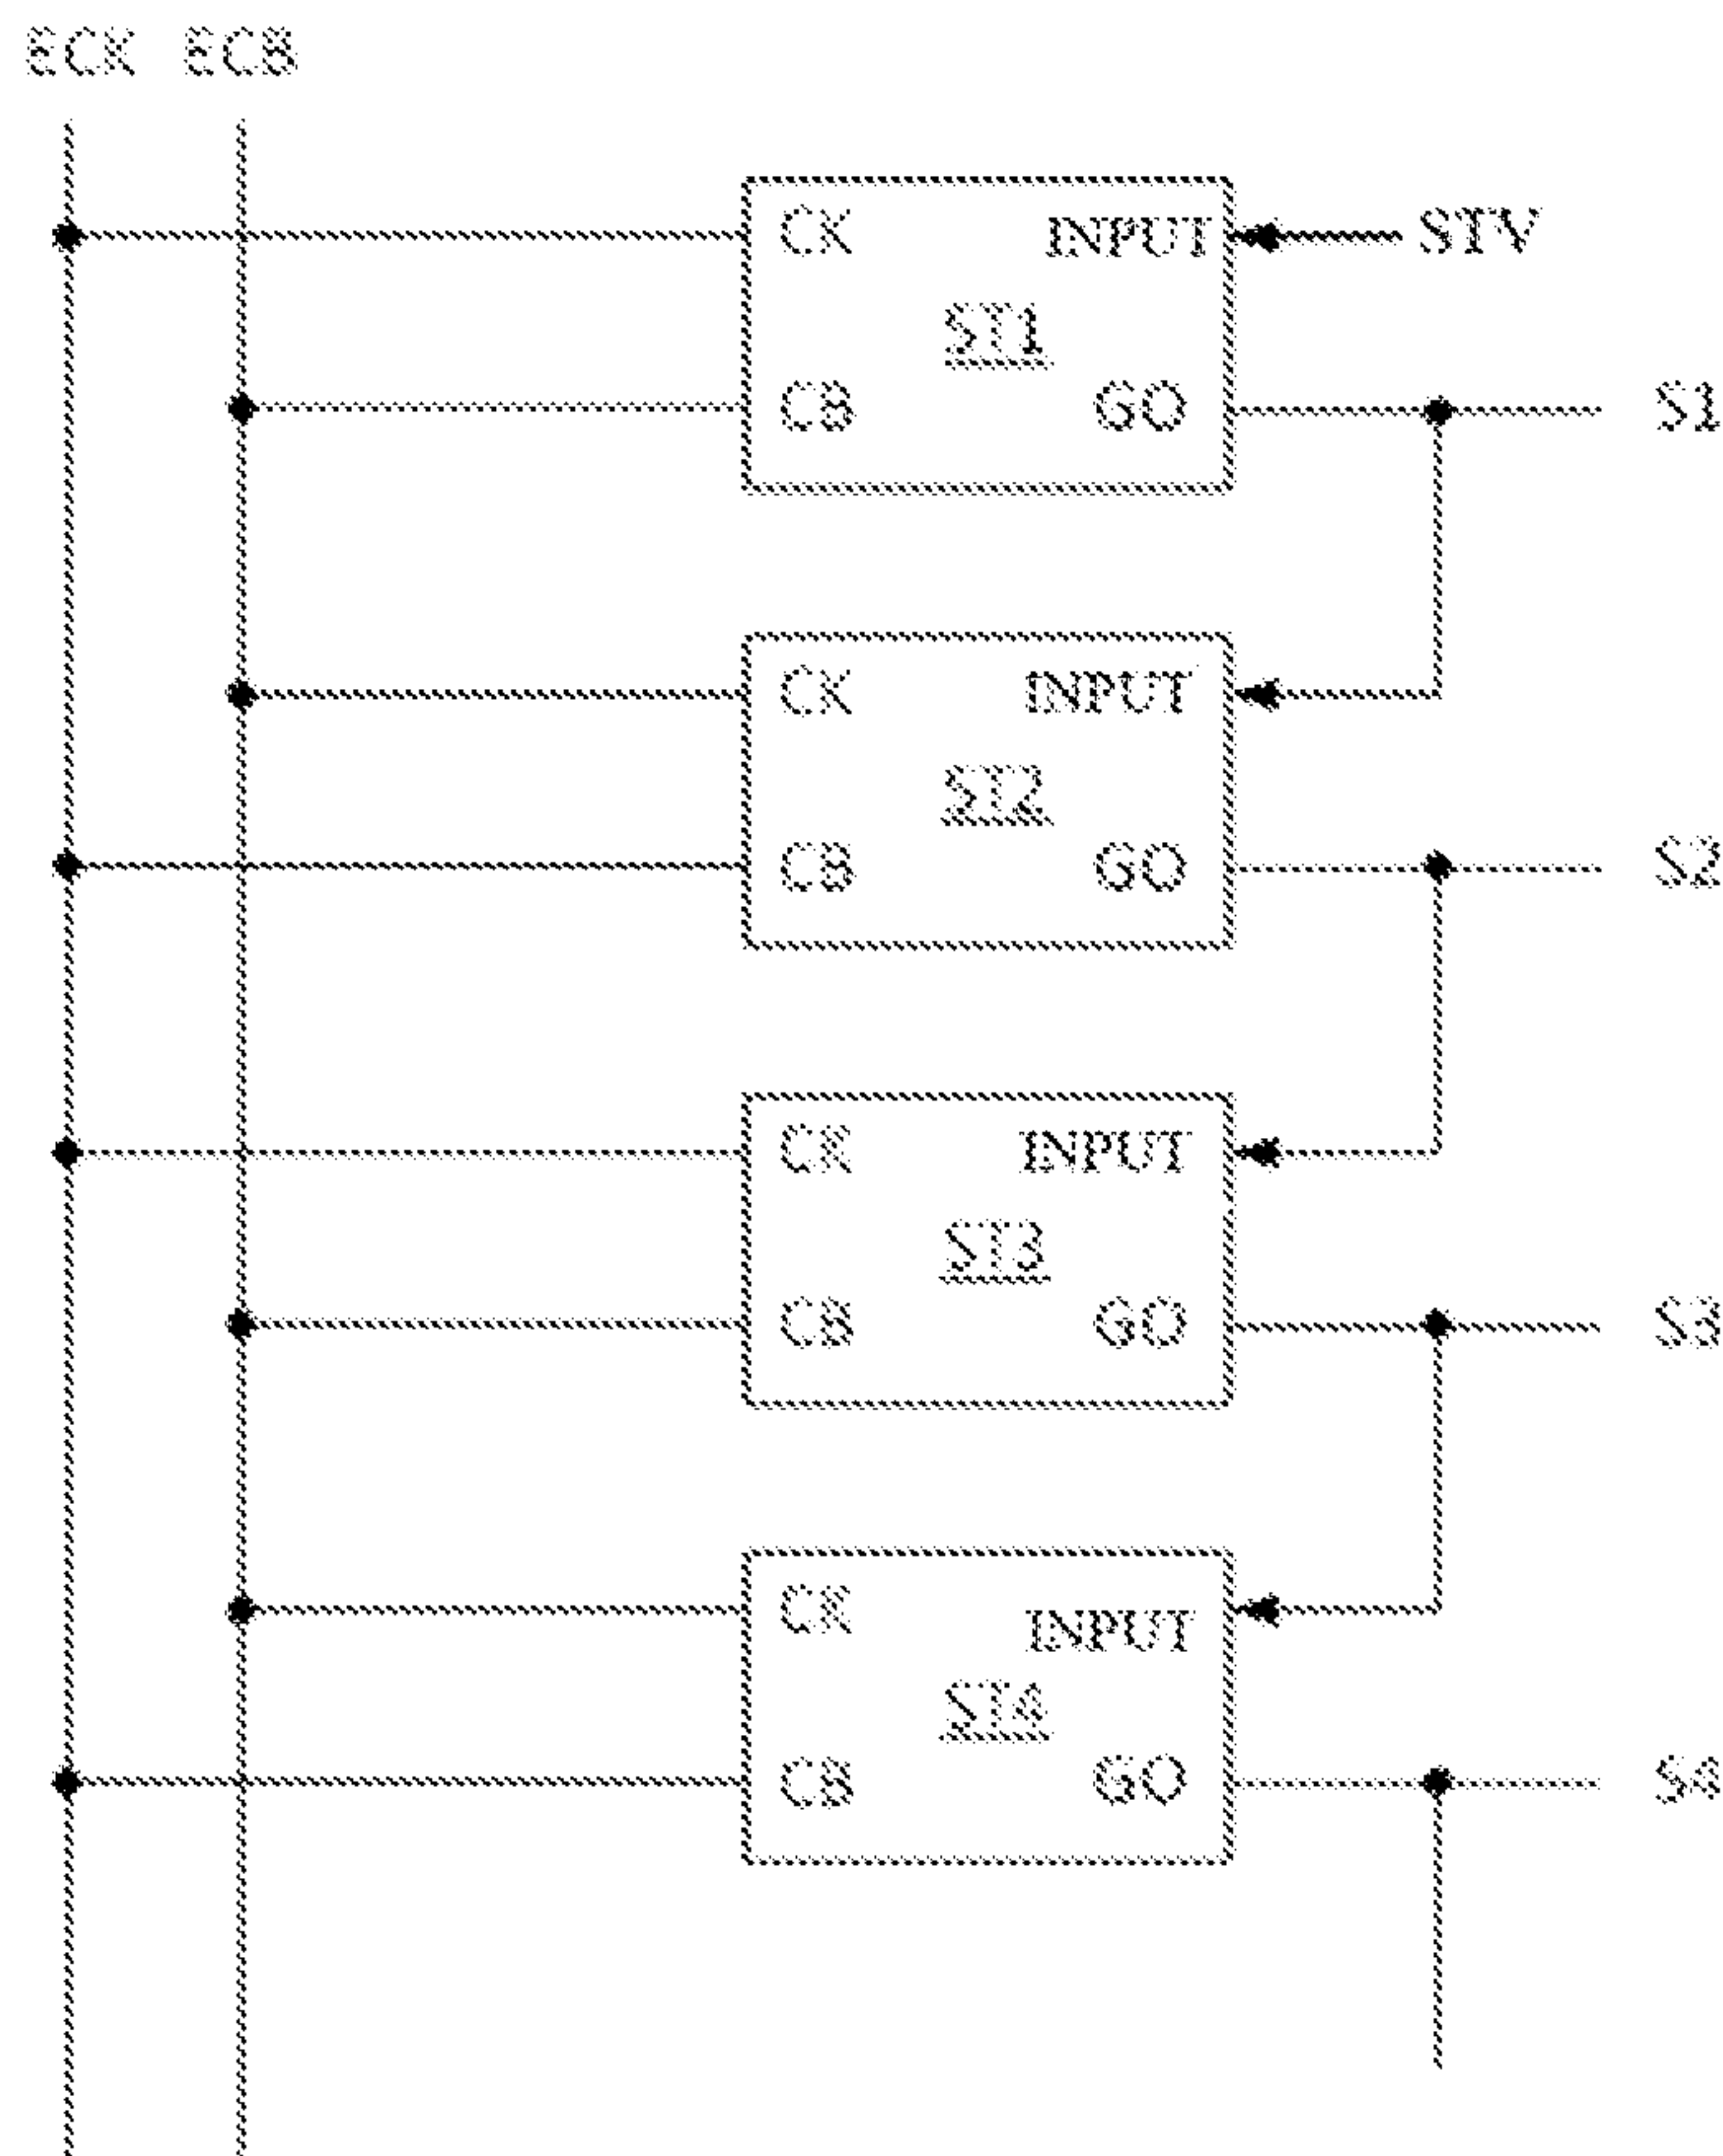 ECK ECB
CK INPUT STV
ST1
CB GO S1
CK INPUT
ST2
CB GO S2
CK INPUT
ST3
CB GO S3
CK INPUT
ST4
CB GO S4